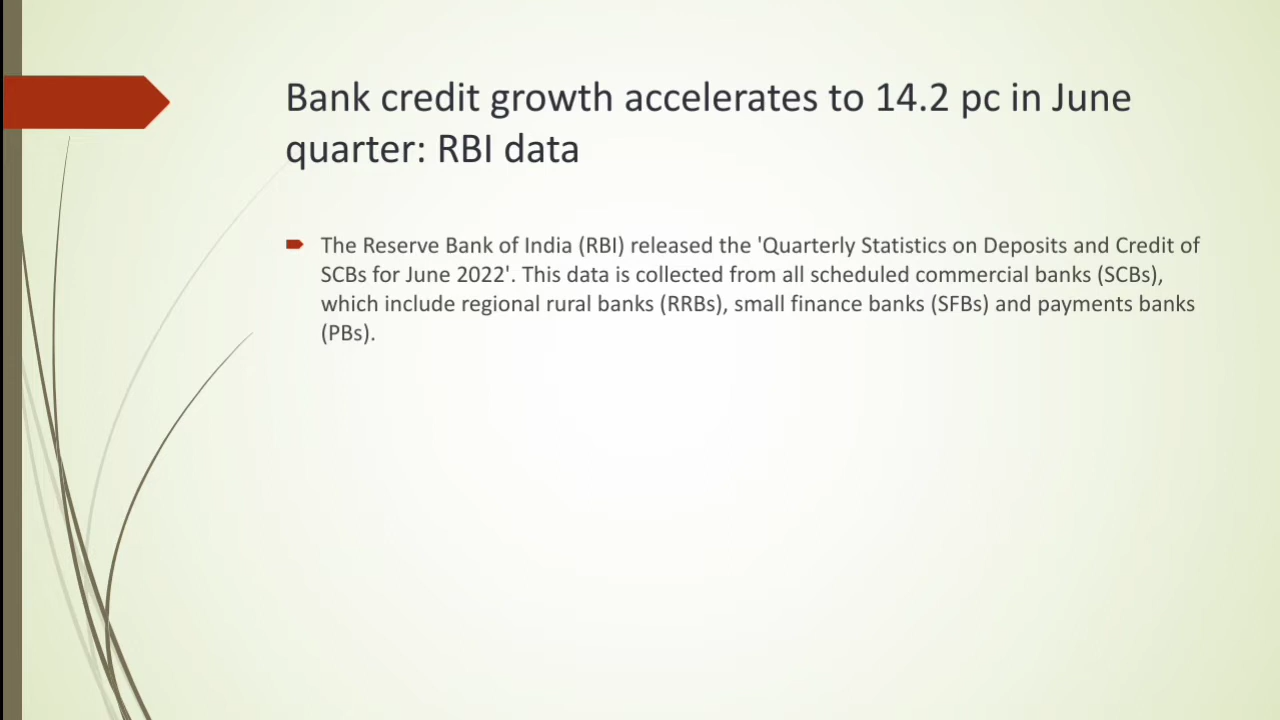 Bank credit growth accelerates to 14.2 pc in June
quarter: RBI data
The Reserve Bank of India (RBI) released the 'Quarterly Statistics on Deposits and Credit of
SCBs for June 2022'. This data is collected from all scheduled commercial banks (SCBs),
which include regional rural banks (RRBs), small finance banks (SFBs) and payments banks
(PBs).